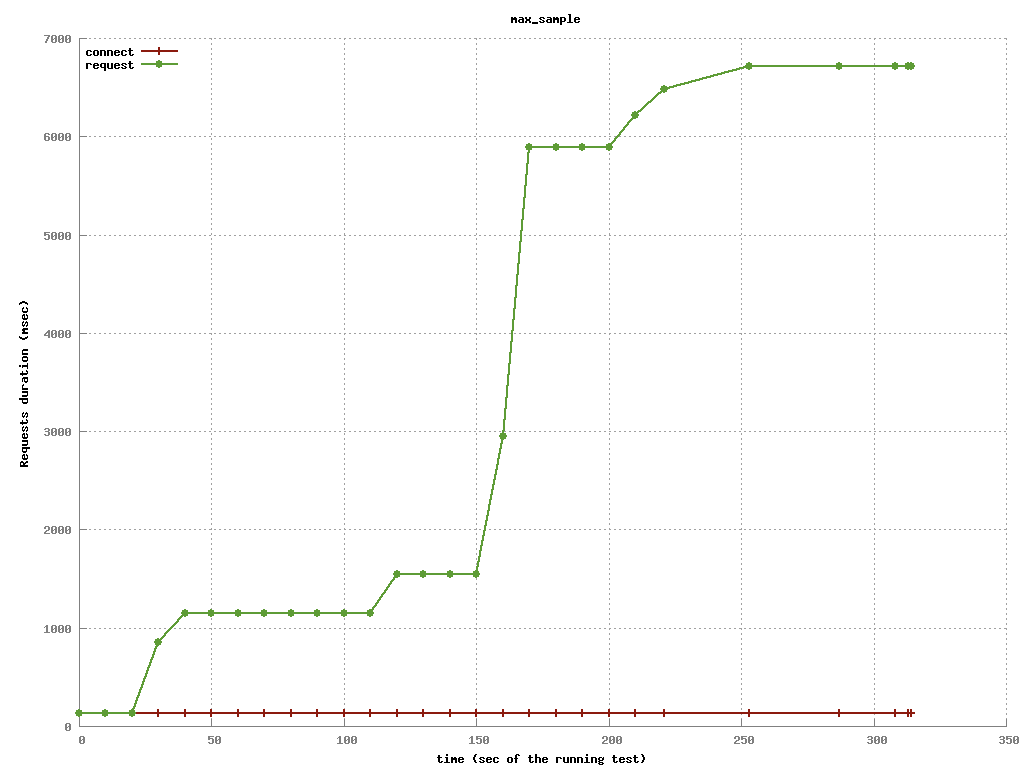 max_sample
connect
request
7000
6000
5000
4000
3000
2000
1000
0
Requests duration (msec)
0 50 100 150 200 250 300 350
time (sec of the running test)